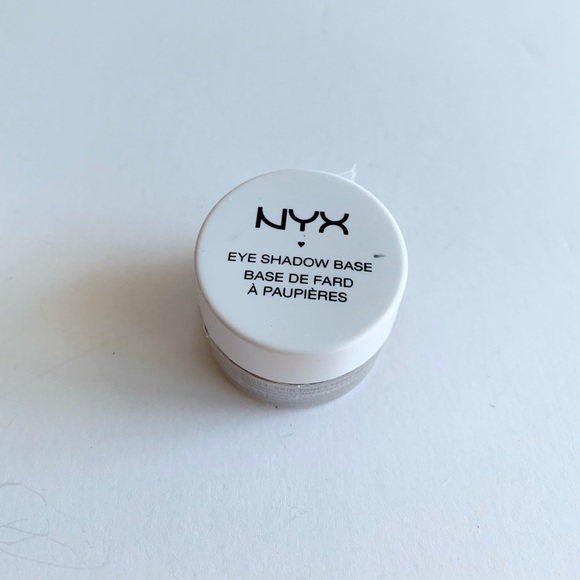 NYX
EYE SHADOW BASE
BASE DE FARD
À PAUPIÈRES